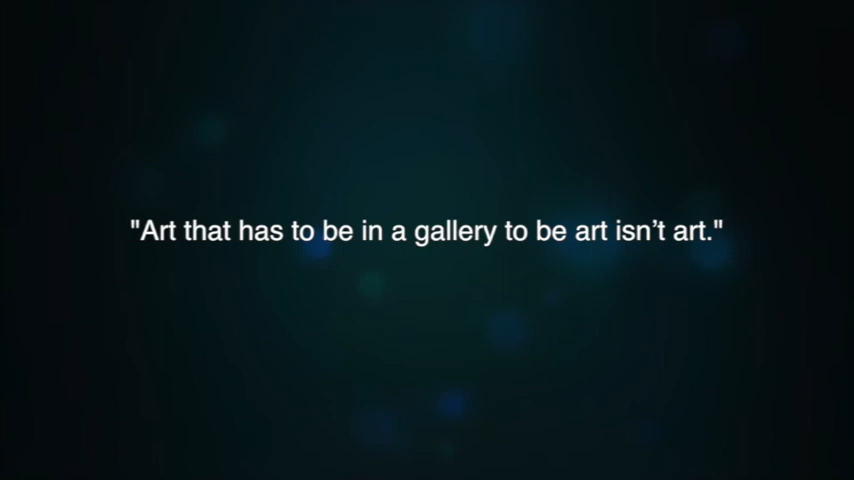 "Art that has to be in a gallery to be art isn’t art."